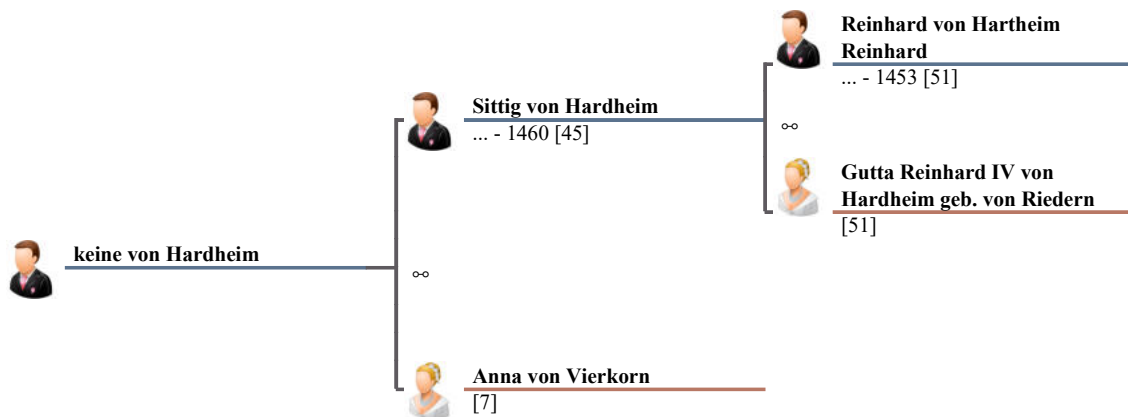 Reinhard von Hartheim
Reinhard
... - 1453 [51]
Sittig von Hardheim
... - 1460 [45]
Gutta Reinhard IV von
Hardheim geb. von Riedern
[51]
keine von Hardheim
Anna von Vierkorn
[7]